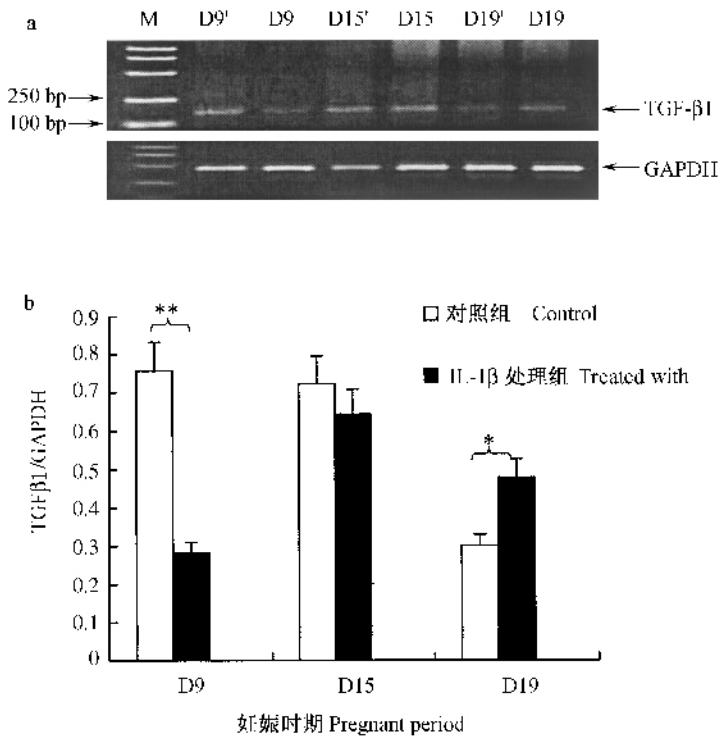 a
M D9' D9 D15' D15 D19' D19
250 bp
100 bp
TGF-β1
GAPDH
b
TGFβ1/GAPDH
0.9
0.8
0.7
0.6
0.5
0.4
0.3
0.2
0.1
0
**
*
对照组 Control
IL-1β 处理组 Treated with
D9 D15 D19
妊娠时期 Pregnant period